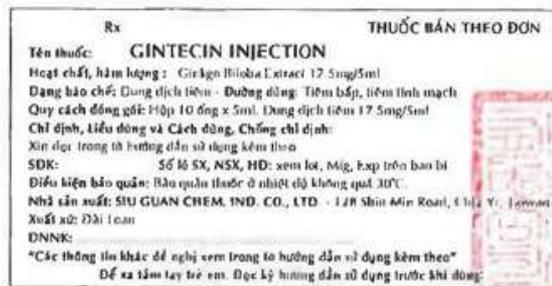 Rx THUỐC BÁN THEO ĐƠN
Tên thuốc: GINTECIN INJECTION
Hoạt chất, hàm lượng : Ginkgo Biloba Extract 17.5mg/5ml
Dạng bào chế: Dung dịch tiêm - Đường dùng: Tiêm bắp, tiêm tĩnh mạch
Quy cách đóng gói: Hộp 10 ống x 5ml. Dung dịch tiêm 17.5mg/5ml
Chỉ định, Liều dùng và Cách dùng, Chống chỉ định:
Xin đọc trong tờ hướng dẫn sử dụng kèm theo
SĐK: Số lô SX, NSX, HD: xem lot, Mfg, Exp trên bao bì
Điều kiện bảo quản: Bảo quản thuốc ở nhiệt độ không quá 30°C.
Nhà sản xuất: SIU GUAN CHEM. IND. CO., LTD. - 128 Shin Min Road, Chia Yi, Taiwan
Xuất xứ: Đài Loan
DNNK:
"Các thông tin khác đề nghị xem trong tờ hướng dẫn sử dụng kèm theo"
Để xa tầm tay trẻ em. Đọc kỹ hướng dẫn sử dụng trước khi dùng.